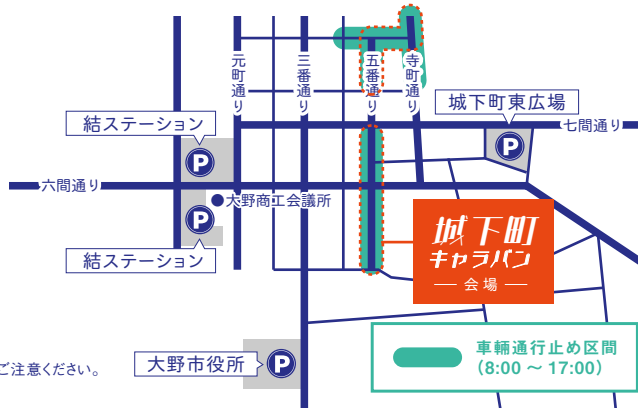 元町通り
三番通り
五番通り
寺町通り
城下町東広場
結ステーション
P
P
七間通り
六間通り
大野商工会議所
P
結ステーション
城下町
キャラバン
会場
車輛通行止め区間
(8:00 ～ 17:00)
大野市役所
P
ご注意ください。